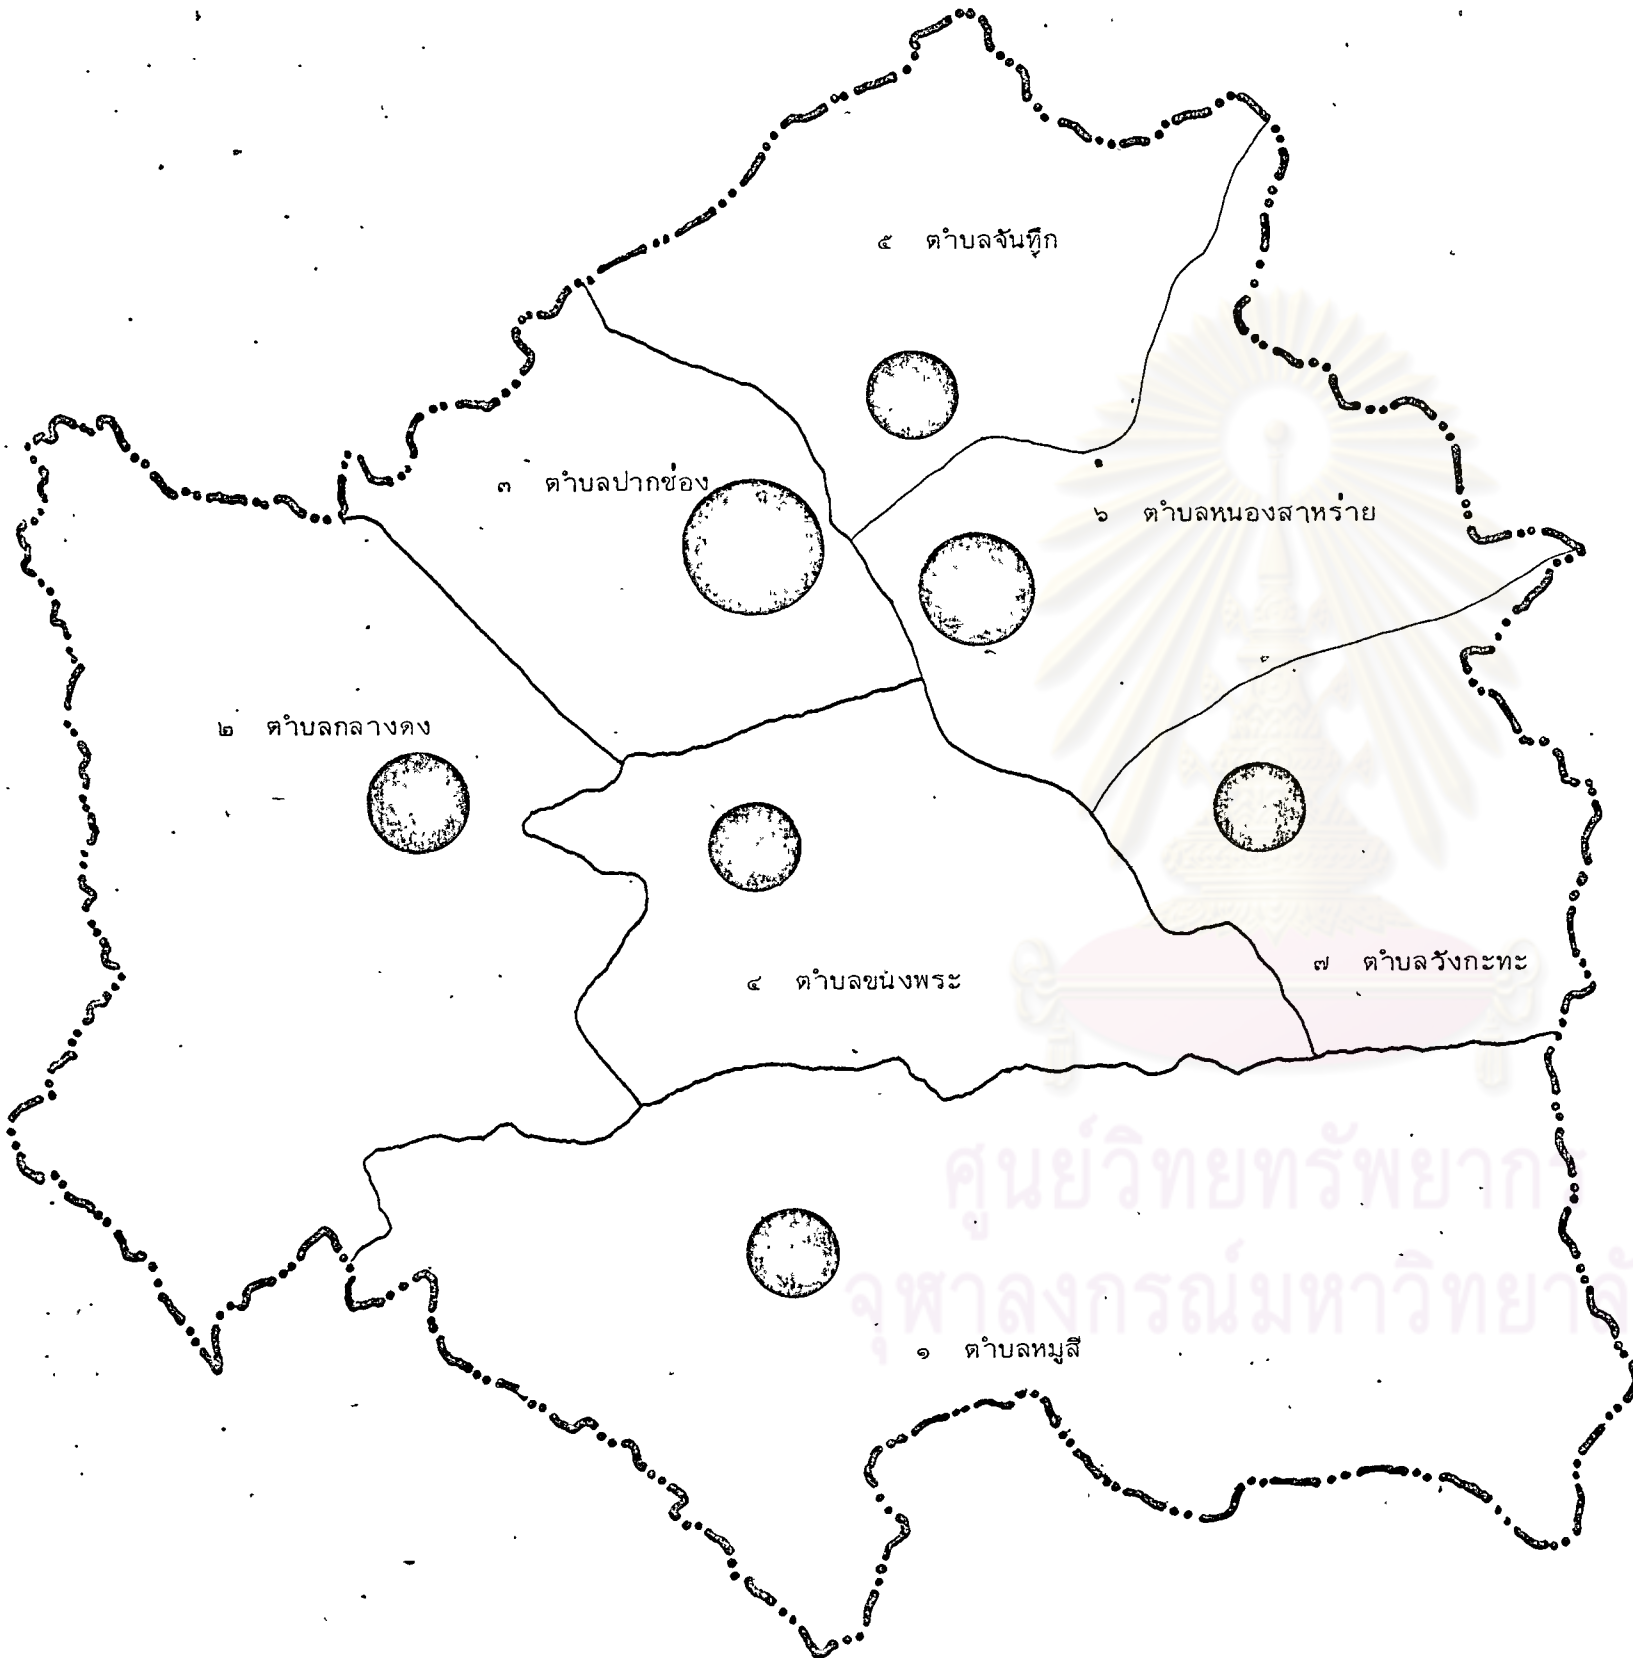 ๕ ตำบลจันทึก
๓ ตำบลปากช่อง
๖ ตำบลหนองสาหร่าย
๒ ตำบลกลางดง
๗ ตำบลวังกะทะ
๔ ตำบลขนงพระ
ศูนย์วิทยทรัพยากร
จุฬาลงกรณ์มหาวิทยาลั
๑ ตำบลหมูสี